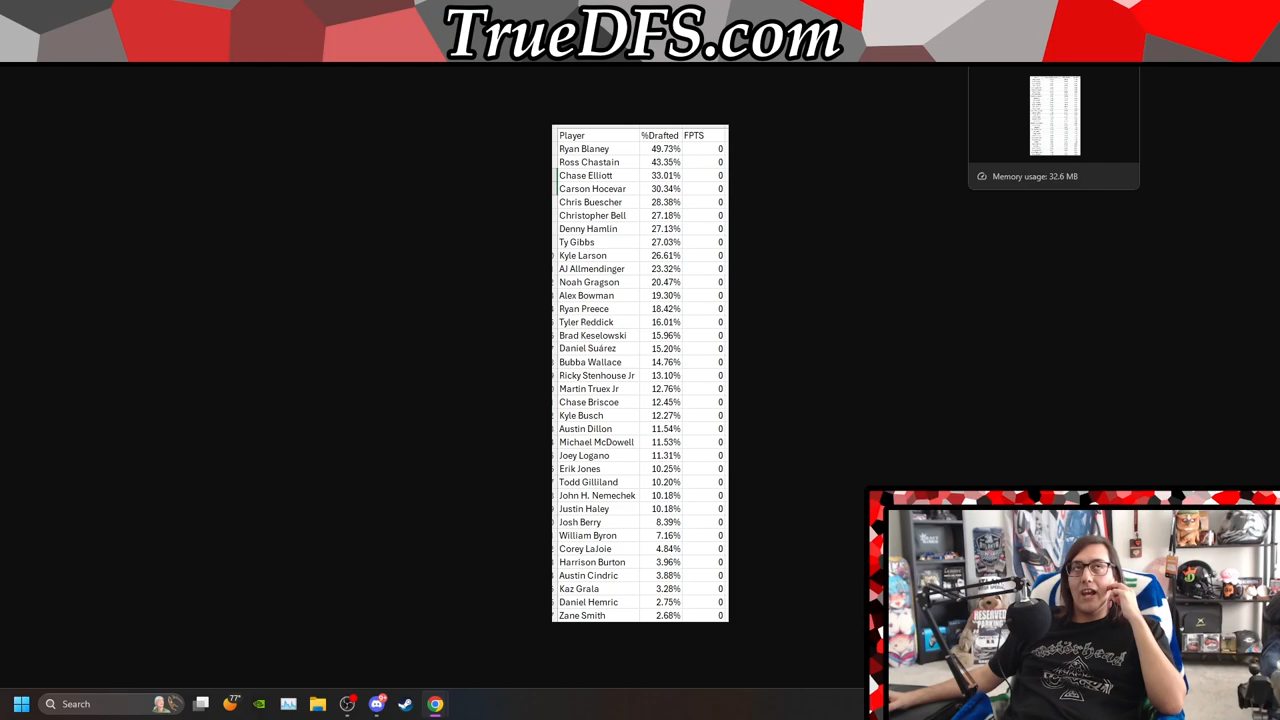 TrueDFS.com
Memory usage: 32.6 MB
Player %Drafted FPTS
Ryan Blaney 49.73% 0
Ross Chastain 43.35% 0
Chase Elliott 33.01% 0
Carson Hocevar 30.34% 0
Chris Buescher 28.38% 0
Christopher Bell 27.18% 0
Denny Hamlin 27.13% 0
Ty Gibbs 27.03% 0
Kyle Larson 26.61% 0
AJ Allmendinger 23.32% 0
Noah Gragson 20.47% 0
Alex Bowman 19.30% 0
Ryan Preece 18.42% 0
Tyler Reddick 16.01% 0
Brad Keselowski 15.96% 0
Daniel Suárez 15.20% 0
Bubba Wallace 14.76% 0
Ricky Stenhouse Jr 13.10% 0
Martin Truex Jr 12.76% 0
Chase Briscoe 12.45% 0
Kyle Busch 12.27% 0
Austin Dillon 11.54% 0
Michael McDowell 11.53% 0
Joey Logano 11.31% 0
Erik Jones 10.25% 0
Todd Gilliland 10.20% 0
John H. Nemechek 10.18% 0
Justin Haley 10.18% 0
Josh Berry 8.39% 0
William Byron 7.16% 0
Corey LaJoie 4.84% 0
Harrison Burton 3.96% 0
Austin Cindric 3.88% 0
Kaz Grala 3.28% 0
Daniel Hemric 2.75% 0
Zane Smith 2.68% 0
RESERVED
PARKING
Motörhead
Search
77°